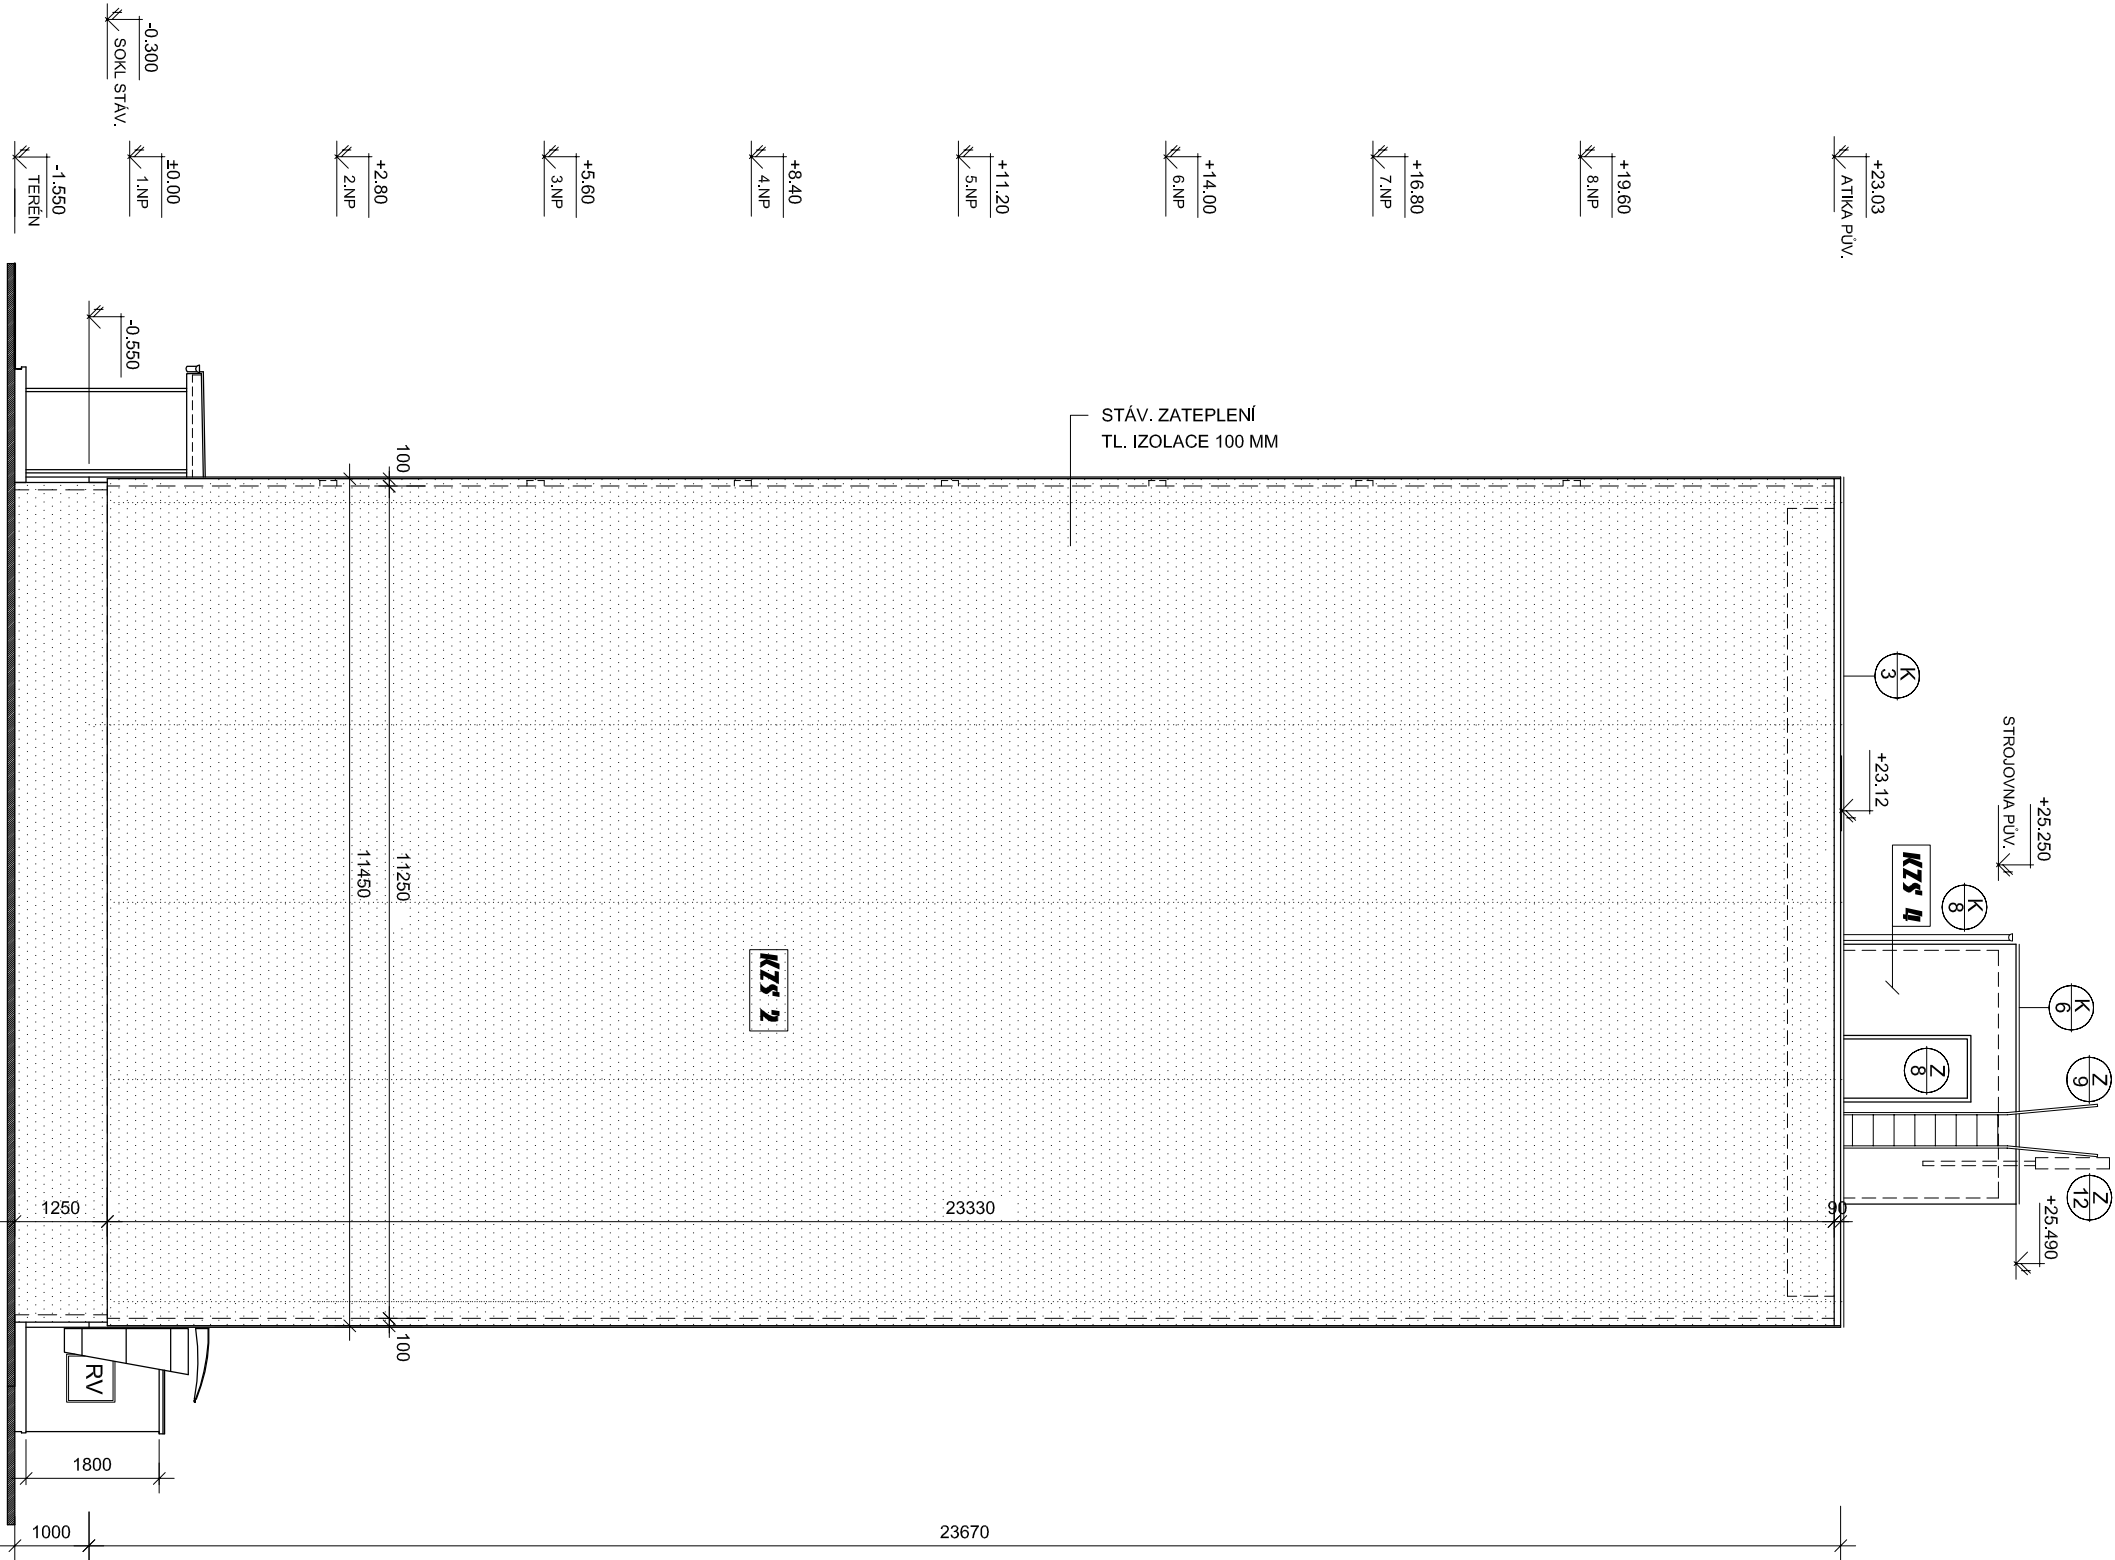 -0.300
SOKL STÁV.
-1.550
TERÉN
±0.00
1.NP
+2.80
2.NP
+5.60
3.NP
+8.40
4.NP
+11.20
5.NP
+14.00
6.NP
+16.80
7.NP
+19.60
8.NP
+23.03
ATIKA PŮV.
-0.550
STÁV. ZATEPLENÍ
TL. IZOLACE 100 MM
100
11250
11450
100
K
3
+23.12
STROJOVNA PŮV.
+25.250
KZS 4
K
8
K
6
Z
8
Z
9
Z
12
+25.490
KZS 2
1250
23330
90
RV
1800
1000
23670